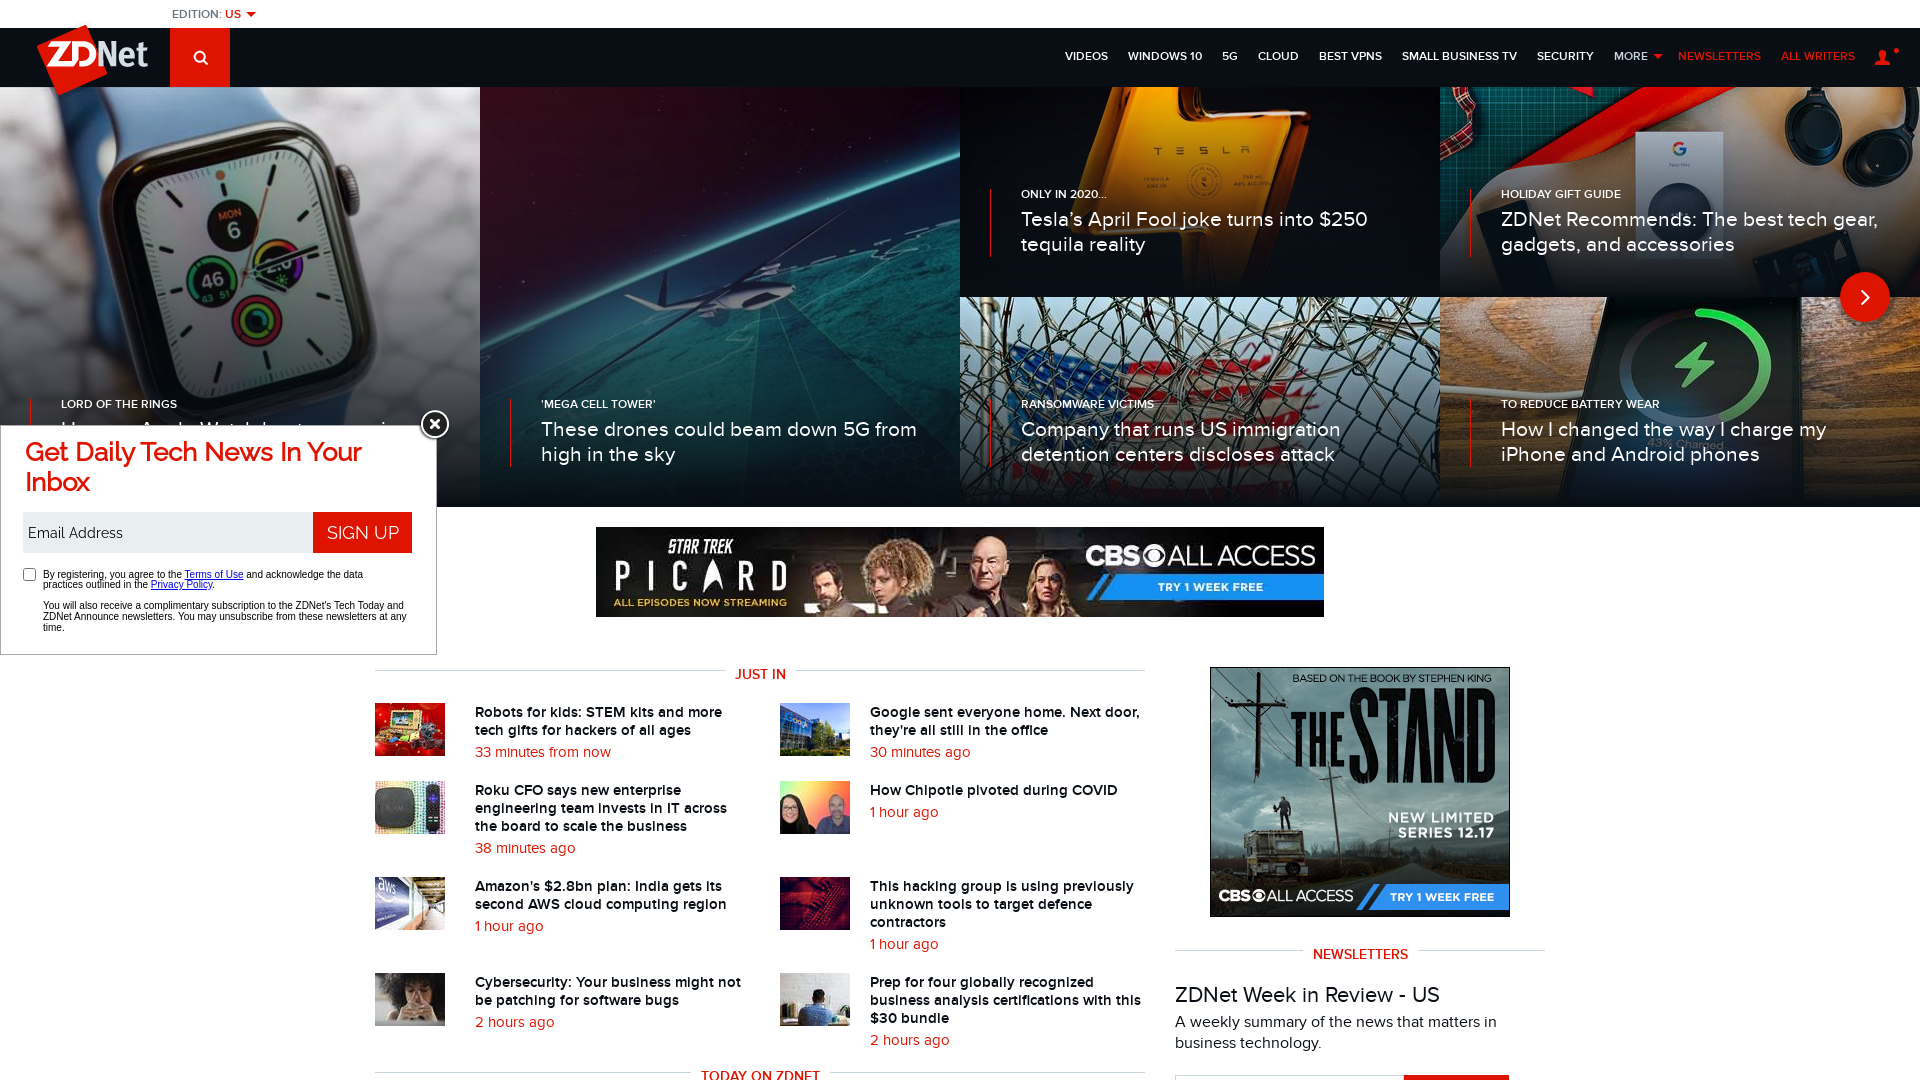 EDITION: US
ZDNet
VIDEOS WINDOWS 10 5G CLOUD BEST VPNS SMALL BUSINESS TV SECURITY MORE NEWSLETTERS ALL WRITERS
LORD OF THE RINGS
'MEGA CELL TOWER'
These drones could beam down 5G from
high in the sky
TESLA
ONLY IN 2020...
Tesla’s April Fool joke turns into $250
tequila reality
HOLIDAY GIFT GUIDE
ZDNet Recommends: The best tech gear,
gadgets, and accessories
RANSOMWARE VICTIMS
Company that runs US immigration
detention centers discloses attack
TO REDUCE BATTERY WEAR
43% Charged
How I changed the way I charge my
iPhone and Android phones
MON
6
46
43 51
2.0
Get Daily Tech News In Your
Inbox
Email Address
SIGN UP
By registering, you agree to the Terms of Use and acknowledge the data
practices outlined in the Privacy Policy.
You will also receive a complimentary subscription to the ZDNet's Tech Today and
ZDNet Announce newsletters. You may unsubscribe from these newsletters at any
time.
STAR TREK
PICARD
ALL EPISODES NOW STREAMING
CBS ALL ACCESS
TRY 1 WEEK FREE
JUST IN
Robots for kids: STEM kits and more
tech gifts for hackers of all ages
33 minutes from now
Google sent everyone home. Next door,
they're all still in the office
30 minutes ago
Roku CFO says new enterprise
engineering team invests in IT across
the board to scale the business
38 minutes ago
How Chipotle pivoted during COVID
1 hour ago
aws
Amazon's $2.8bn plan: India gets its
second AWS cloud computing region
1 hour ago
This hacking group is using previously
unknown tools to target defence
contractors
1 hour ago
Cybersecurity: Your business might not
be patching for software bugs
2 hours ago
Prep for four globally recognized
business analysis certifications with this
$30 bundle
2 hours ago
TODAY ON ZDNET
BASED ON THE BOOK BY STEPHEN KING
THE STAND
NEW LIMITED
SERIES 12.17
CBS ALL ACCESS
TRY 1 WEEK FREE
NEWSLETTERS
ZDNet Week in Review - US
A weekly summary of the news that matters in
business technology.